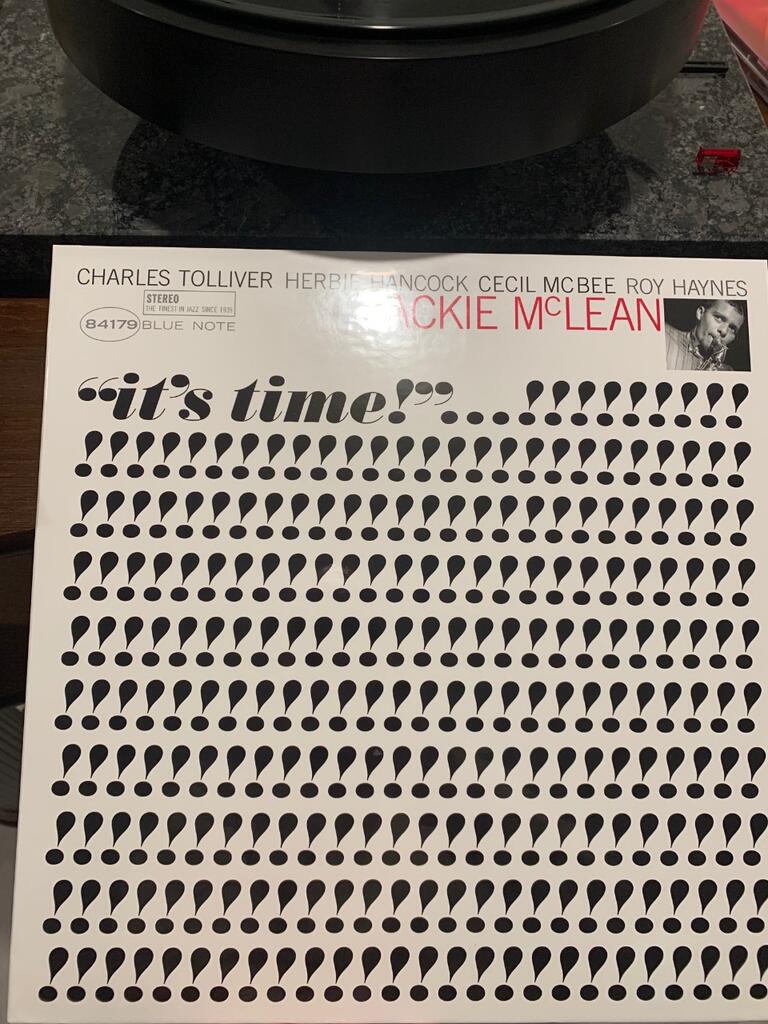 CHARLES TOLLIVER HERBIE HANCOCK CECIL McBEE ROY HAYNES
STEREO
THE FINEST IN JAZZ SINCE 1939
JACKIE McLEAN
84179 BLUE NOTE
“it’s time!”...!!!!!!!!!
!!!!!!!!!!!!!!!!!!!!!!!!!!
!!!!!!!!!!!!!!!!!!!!!!!!!!
!!!!!!!!!!!!!!!!!!!!!!!!!!
!!!!!!!!!!!!!!!!!!!!!!!!!!
!!!!!!!!!!!!!!!!!!!!!!!!!!
!!!!!!!!!!!!!!!!!!!!!!!!!!
!!!!!!!!!!!!!!!!!!!!!!!!!!
!!!!!!!!!!!!!!!!!!!!!!!!!!
!!!!!!!!!!!!!!!!!!!!!!!!!!